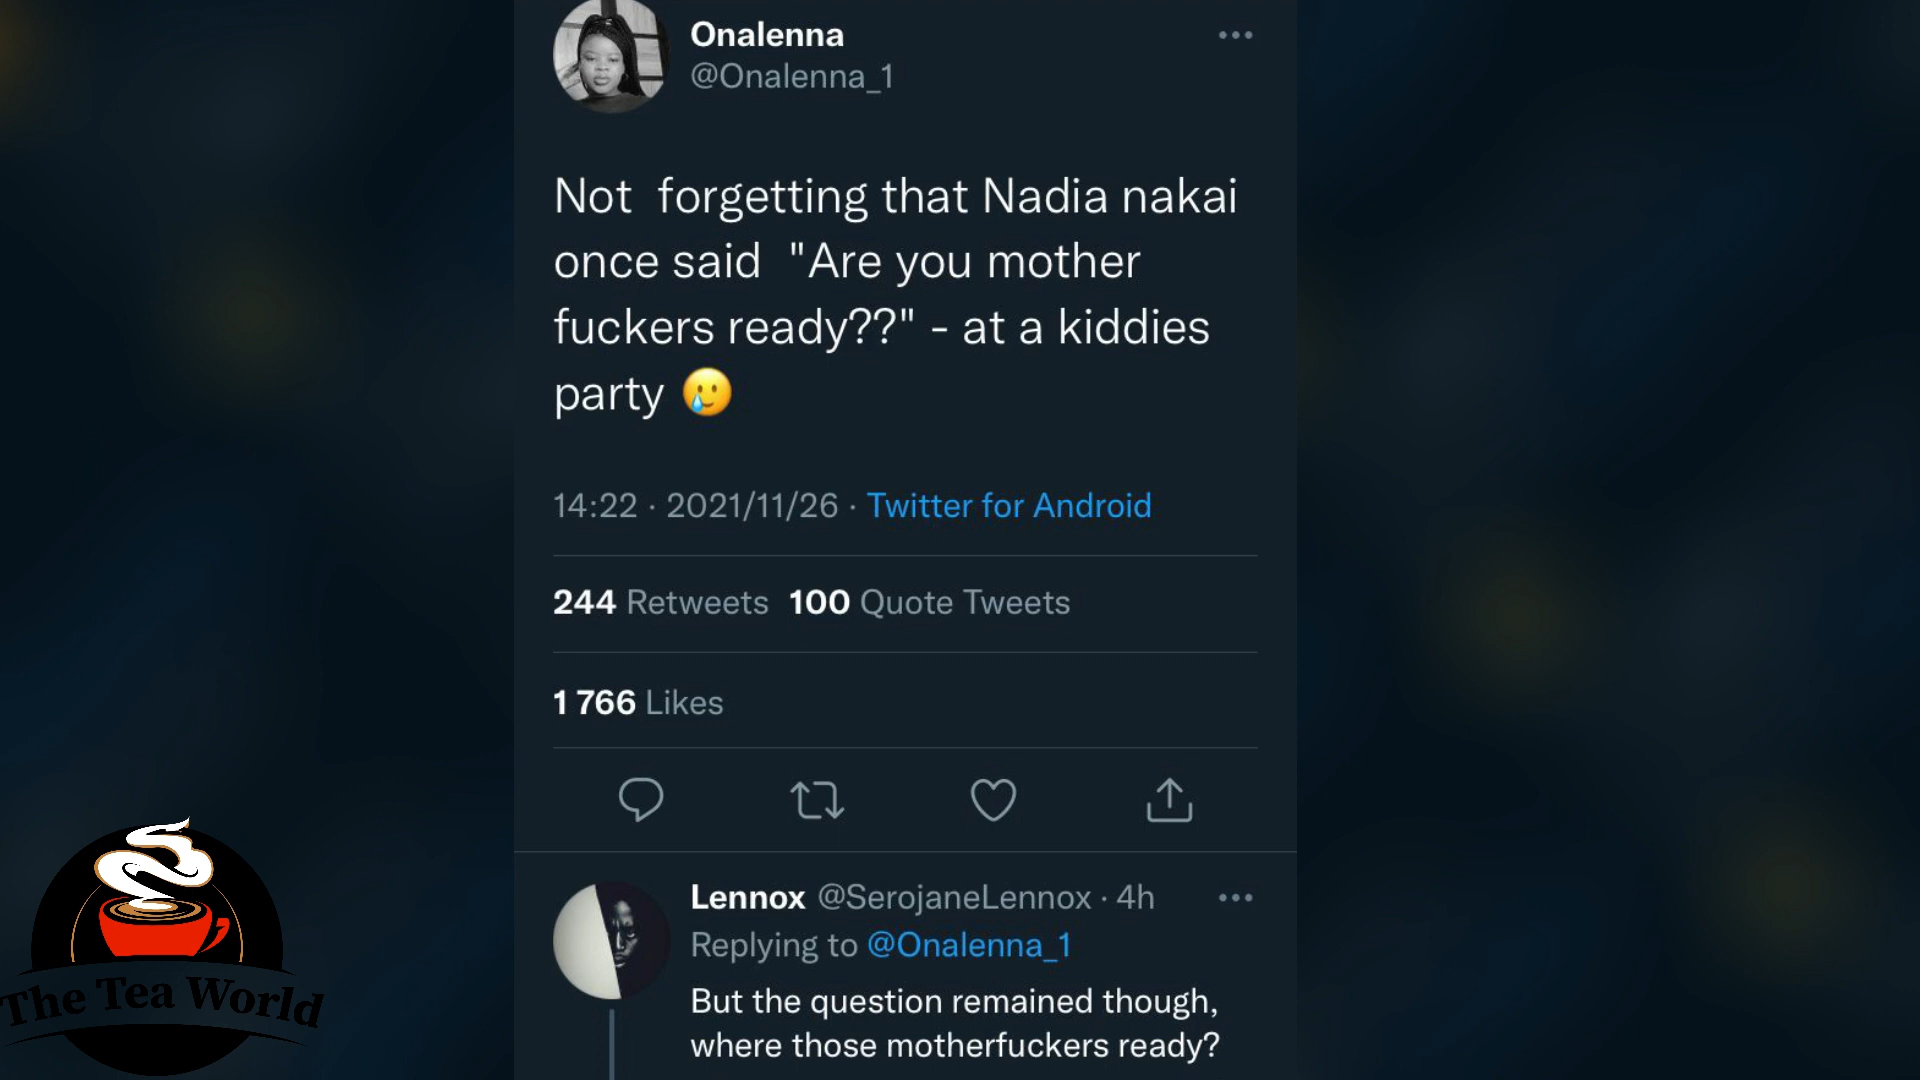 Onalenna
@Onalenna_1
Not forgetting that Nadia nakai
once said "Are you mother
fuckers ready??" - at a kiddies
party 🥲
14:22 · 2021/11/26 · Twitter for Android
244 Retweets 100 Quote Tweets
1 766 Likes
Lennox @SerojaneLennox · 4h
Replying to @Onalenna_1
But the question remained though,
where those motherfuckers ready?
The Tea World